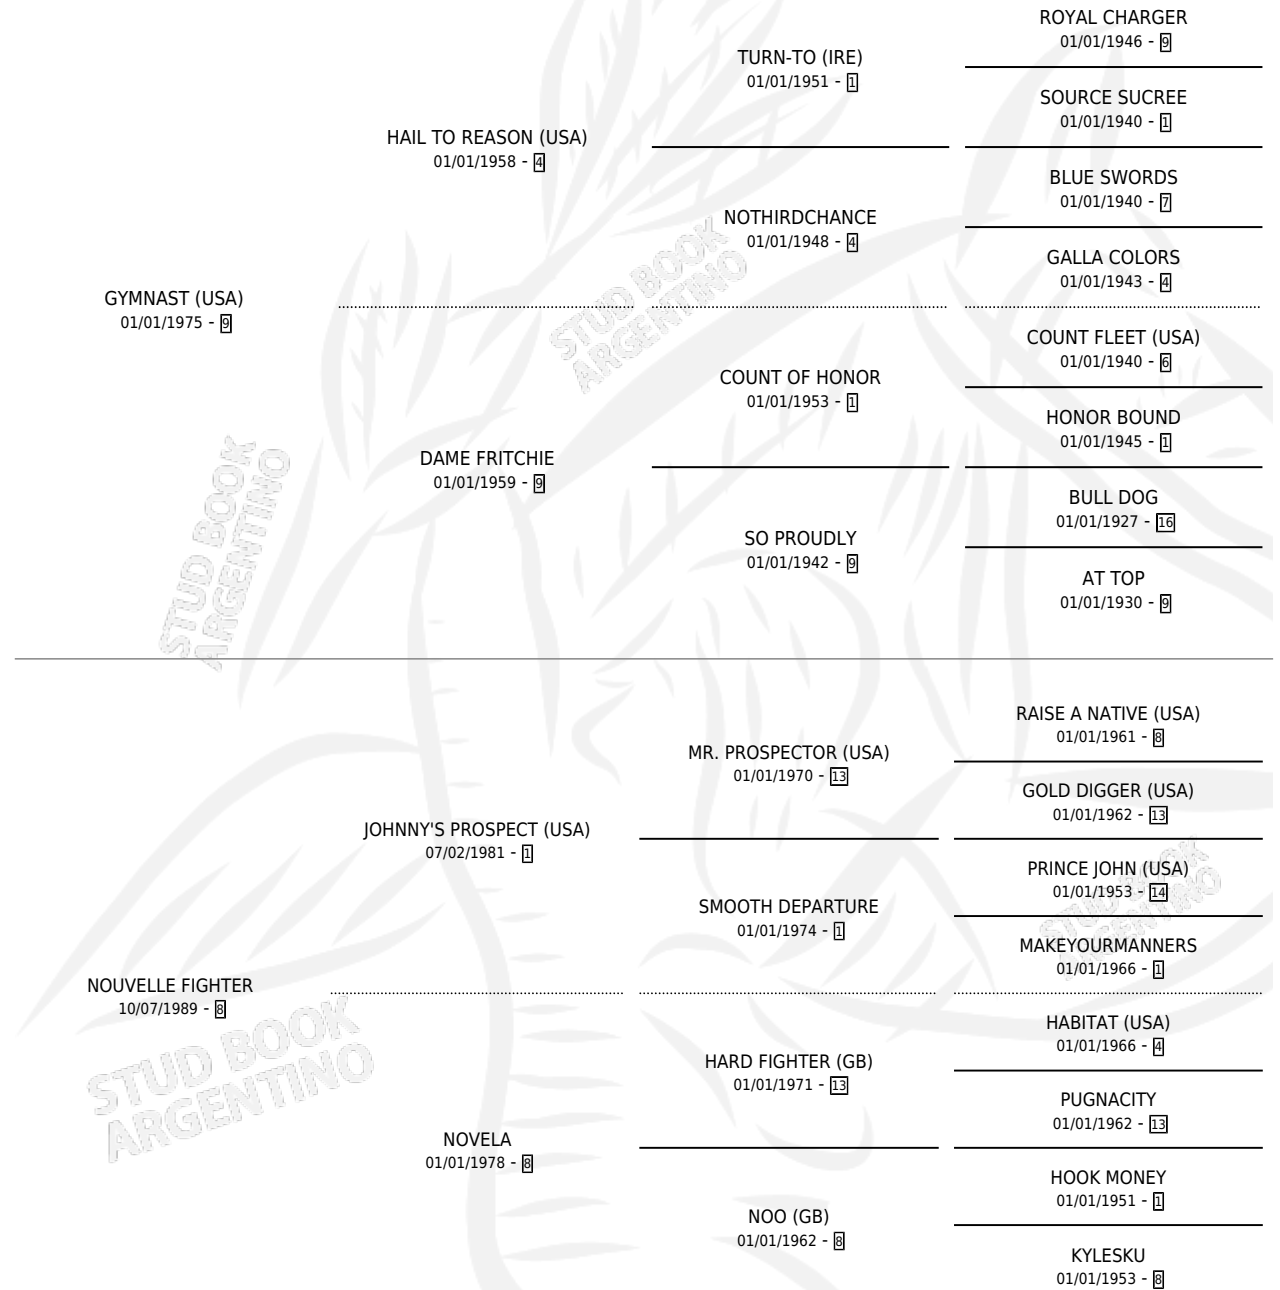 ROYAL CHARGER
01/01/1946 - 9
TURN-TO (IRE)
01/01/1951 - 1
SOURCE SUCREE
01/01/1940 - 1
HAIL TO REASON (USA)
01/01/1958 - 4
BLUE SWORDS
01/01/1940 - 7
NOTHIRDCHANCE
01/01/1948 - 4
GALLA COLORS
01/01/1943 - 4
GYMNAST (USA)
01/01/1975 - 9
STUD BOOK
ARGENTINO
COUNT FLEET (USA)
01/01/1940 - 6
COUNT OF HONOR
01/01/1953 - 1
HONOR BOUND
01/01/1945 - 1
DAME FRITCHIE
01/01/1959 - 9
BULL DOG
01/01/1927 - 16
SO PROUDLY
01/01/1942 - 9
AT TOP
01/01/1930 - 9
STUD BOOK
ARGENTINO
RAISE A NATIVE (USA)
01/01/1961 - 8
MR. PROSPECTOR (USA)
01/01/1970 - 13
GOLD DIGGER (USA)
01/01/1962 - 13
JOHNNY'S PROSPECT (USA)
07/02/1981 - 1
PRINCE JOHN (USA)
01/01/1953 - 14
SMOOTH DEPARTURE
01/01/1974 - 1
STUD BOOK
ARGENTINO
MAKEYOURMANNERS
01/01/1966 - 1
NOUVELLE FIGHTER
10/07/1989 - 8
HABITAT (USA)
01/01/1966 - 4
HARD FIGHTER (GB)
01/01/1971 - 13
STUD BOOK
ARGENTINO
PUGNACITY
01/01/1962 - 13
NOVELA
01/01/1978 - 8
HOOK MONEY
01/01/1951 - 1
NOO (GB)
01/01/1962 - 8
KYLESKU
01/01/1953 - 8